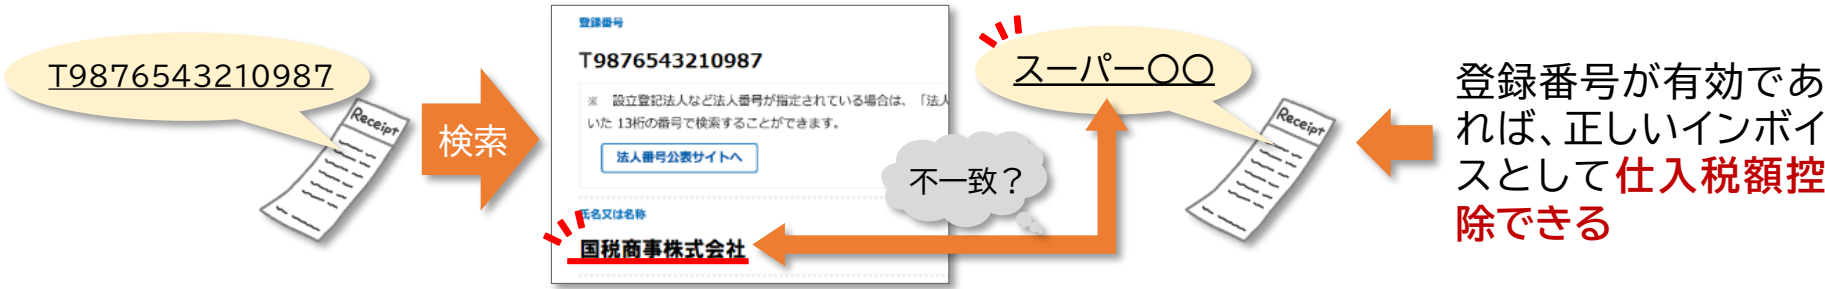 T9876543210987
Receipt
検索
登録番号
T9876543210987
※ 設立登記法人など法人番号が指定されている場合は、「法人
いた 13桁の番号で検索することができます。
法人番号公表サイトへ
氏名又は名称
国税商事株式会社
不一致?
スーパー〇〇
Receipt
登録番号が有効であ
れば、正しいインボイ
スとして仕入税額控
除できる